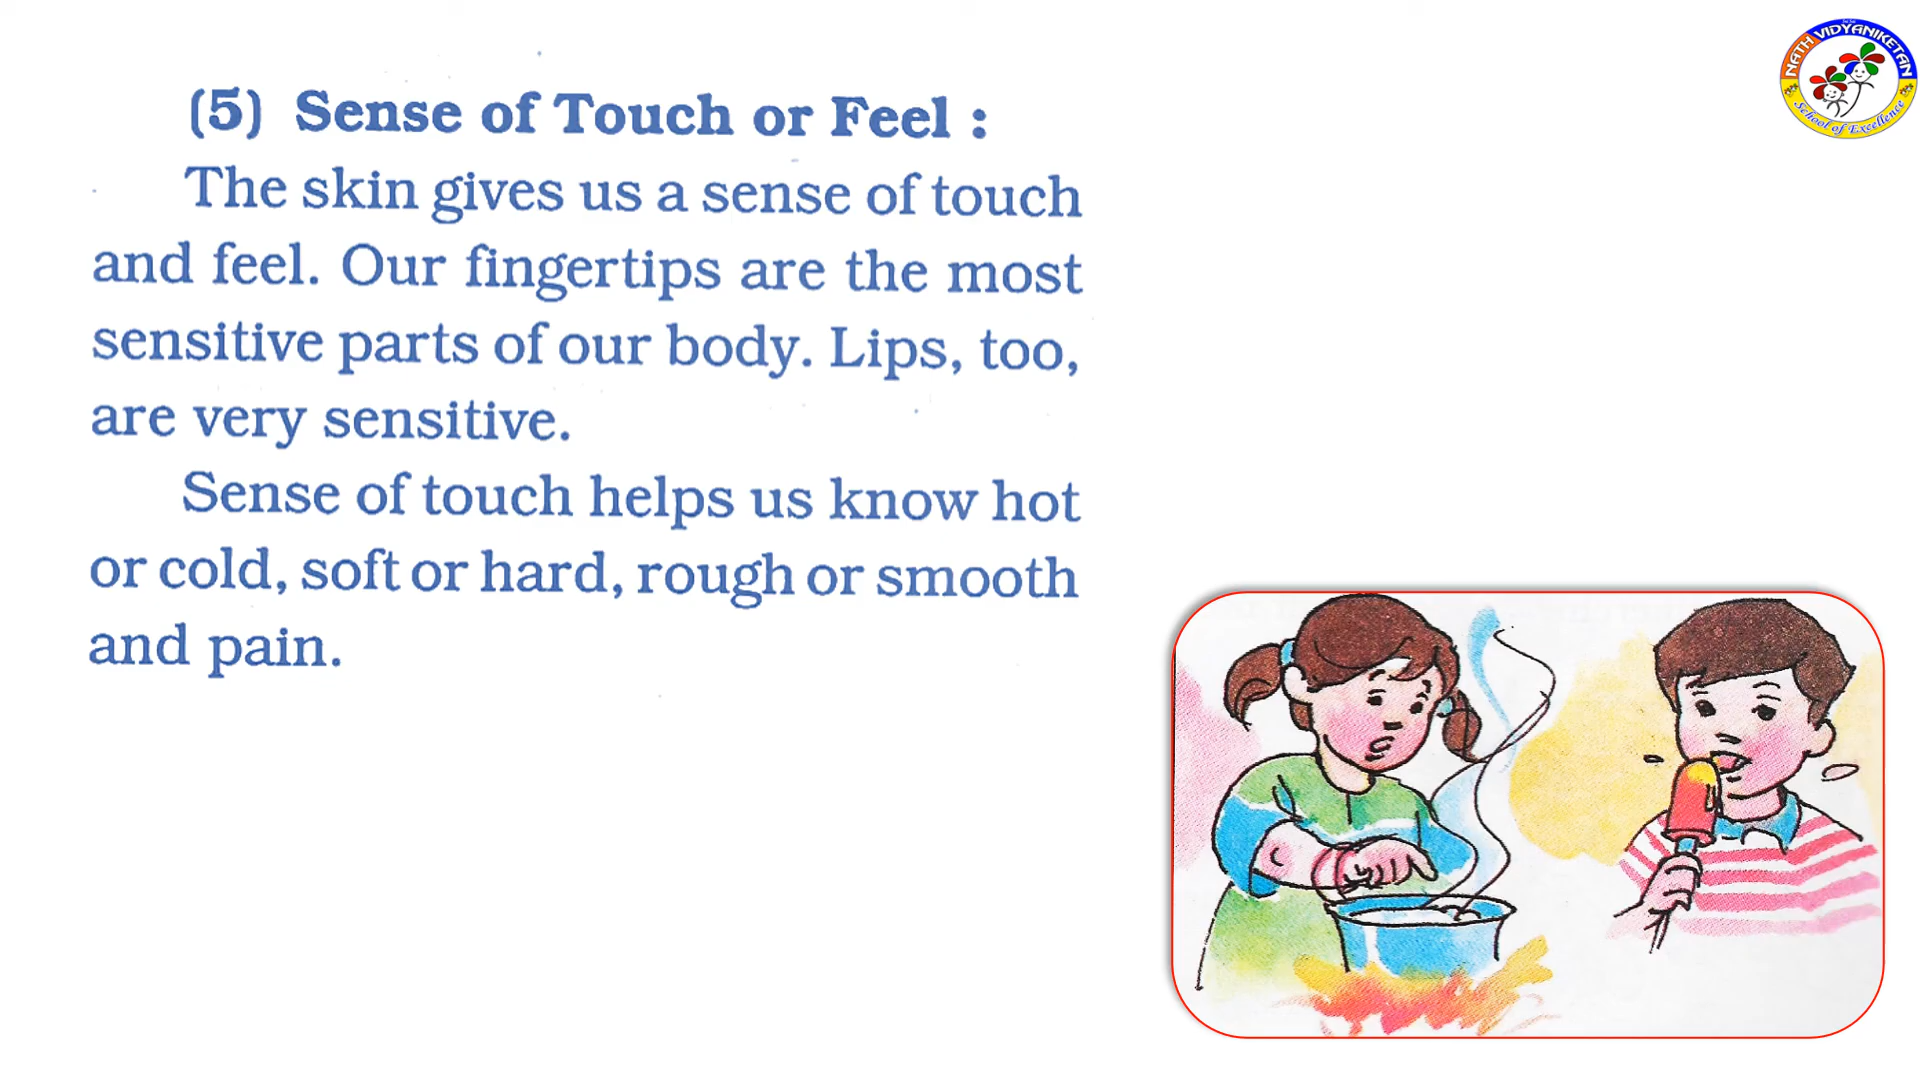 (5) Sense of Touch or Feel :
The skin gives us a sense of touch
and feel. Our fingertips are the most
sensitive parts of our body. Lips, too,
are very sensitive.
Sense of touch helps us know hot
or cold, soft or hard, rough or smooth
and pain.
NATH VIDYANIKETAN
School of Excellence